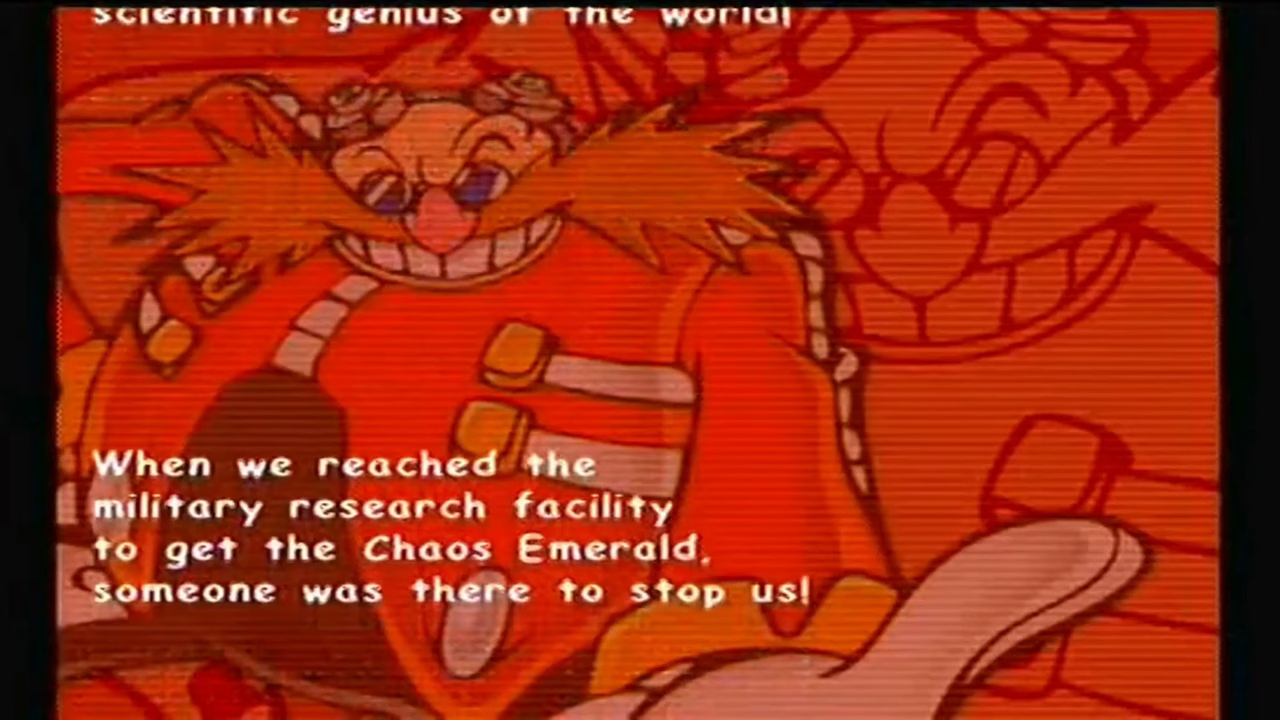 scientific genius of the world!
When we reached the
military research facility
to get the Chaos Emerald,
someone was there to stop us!